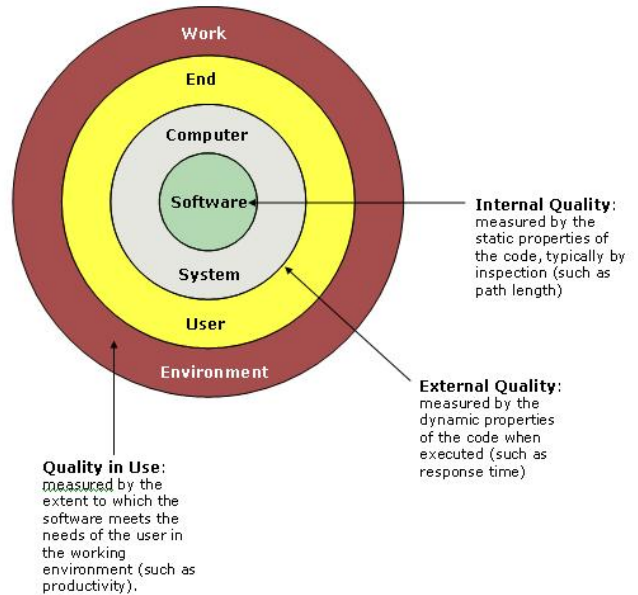 Work
End
Computer
Software
System
User
Environment
Internal Quality:
measured by the
static properties of
the code, typically by
inspection (such as
path length)
External Quality:
measured by the
dynamic properties
of the code when
executed (such as
response time)
Quality in Use:
measured by the
extent to which the
software meets the
needs of the user in
the working
environment (such as
productivity).